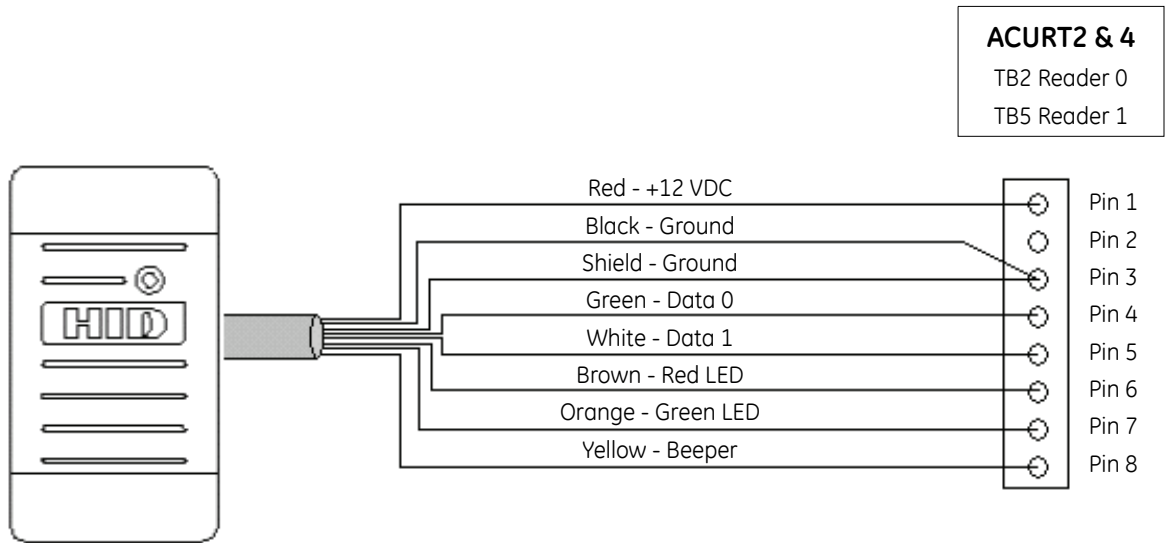 ACURT2 & 4
TB2 Reader 0
TB5 Reader 1
Red - +12 VDC
Pin 1
Black - Ground
Pin 2
Shield - Ground
Pin 3
Green - Data 0
Pin 4
HID
White - Data 1
Pin 5
Brown - Red LED
Pin 6
Orange - Green LED
Pin 7
Yellow - Beeper
Pin 8